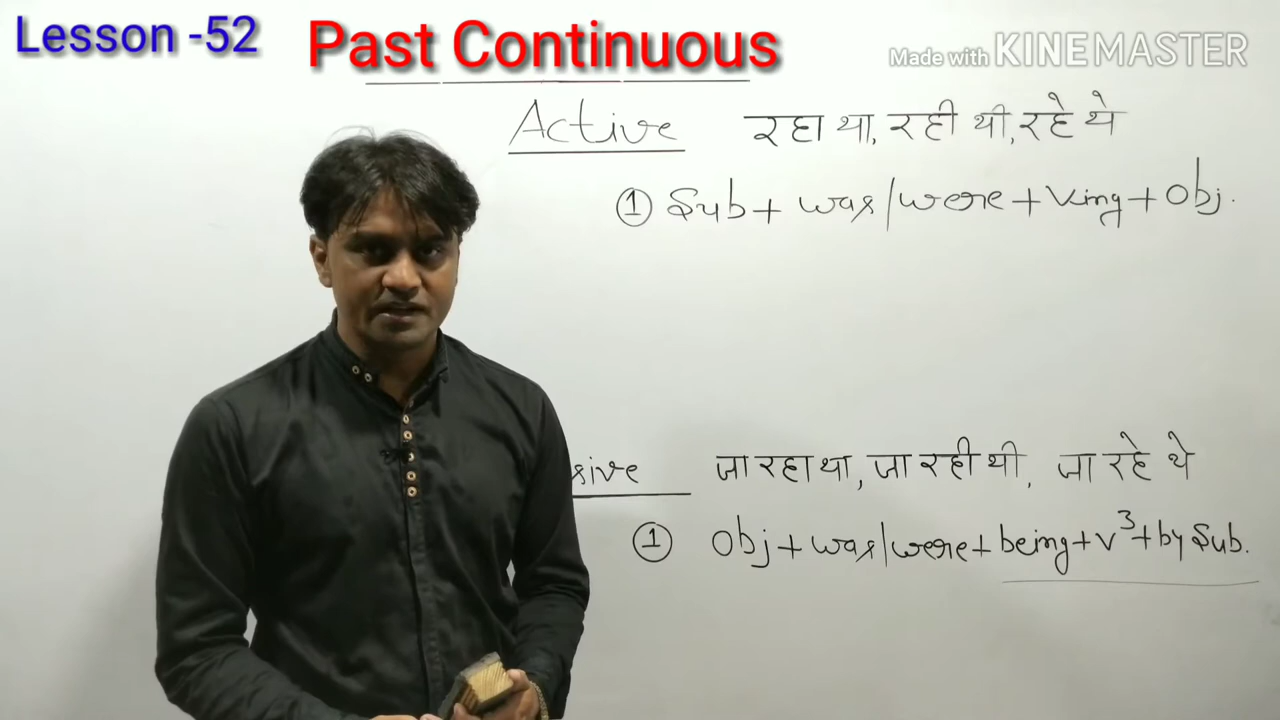 Lesson -52
Past Continuous
Made with KINEMASTER
Active रहा था, रही थी, रहे थे
① Sub + was/were + Ving + Obj.
sive जा रहा था, जा रही थी, जा रहे थे
① Obj + was/were + being + V³ + by Sub.